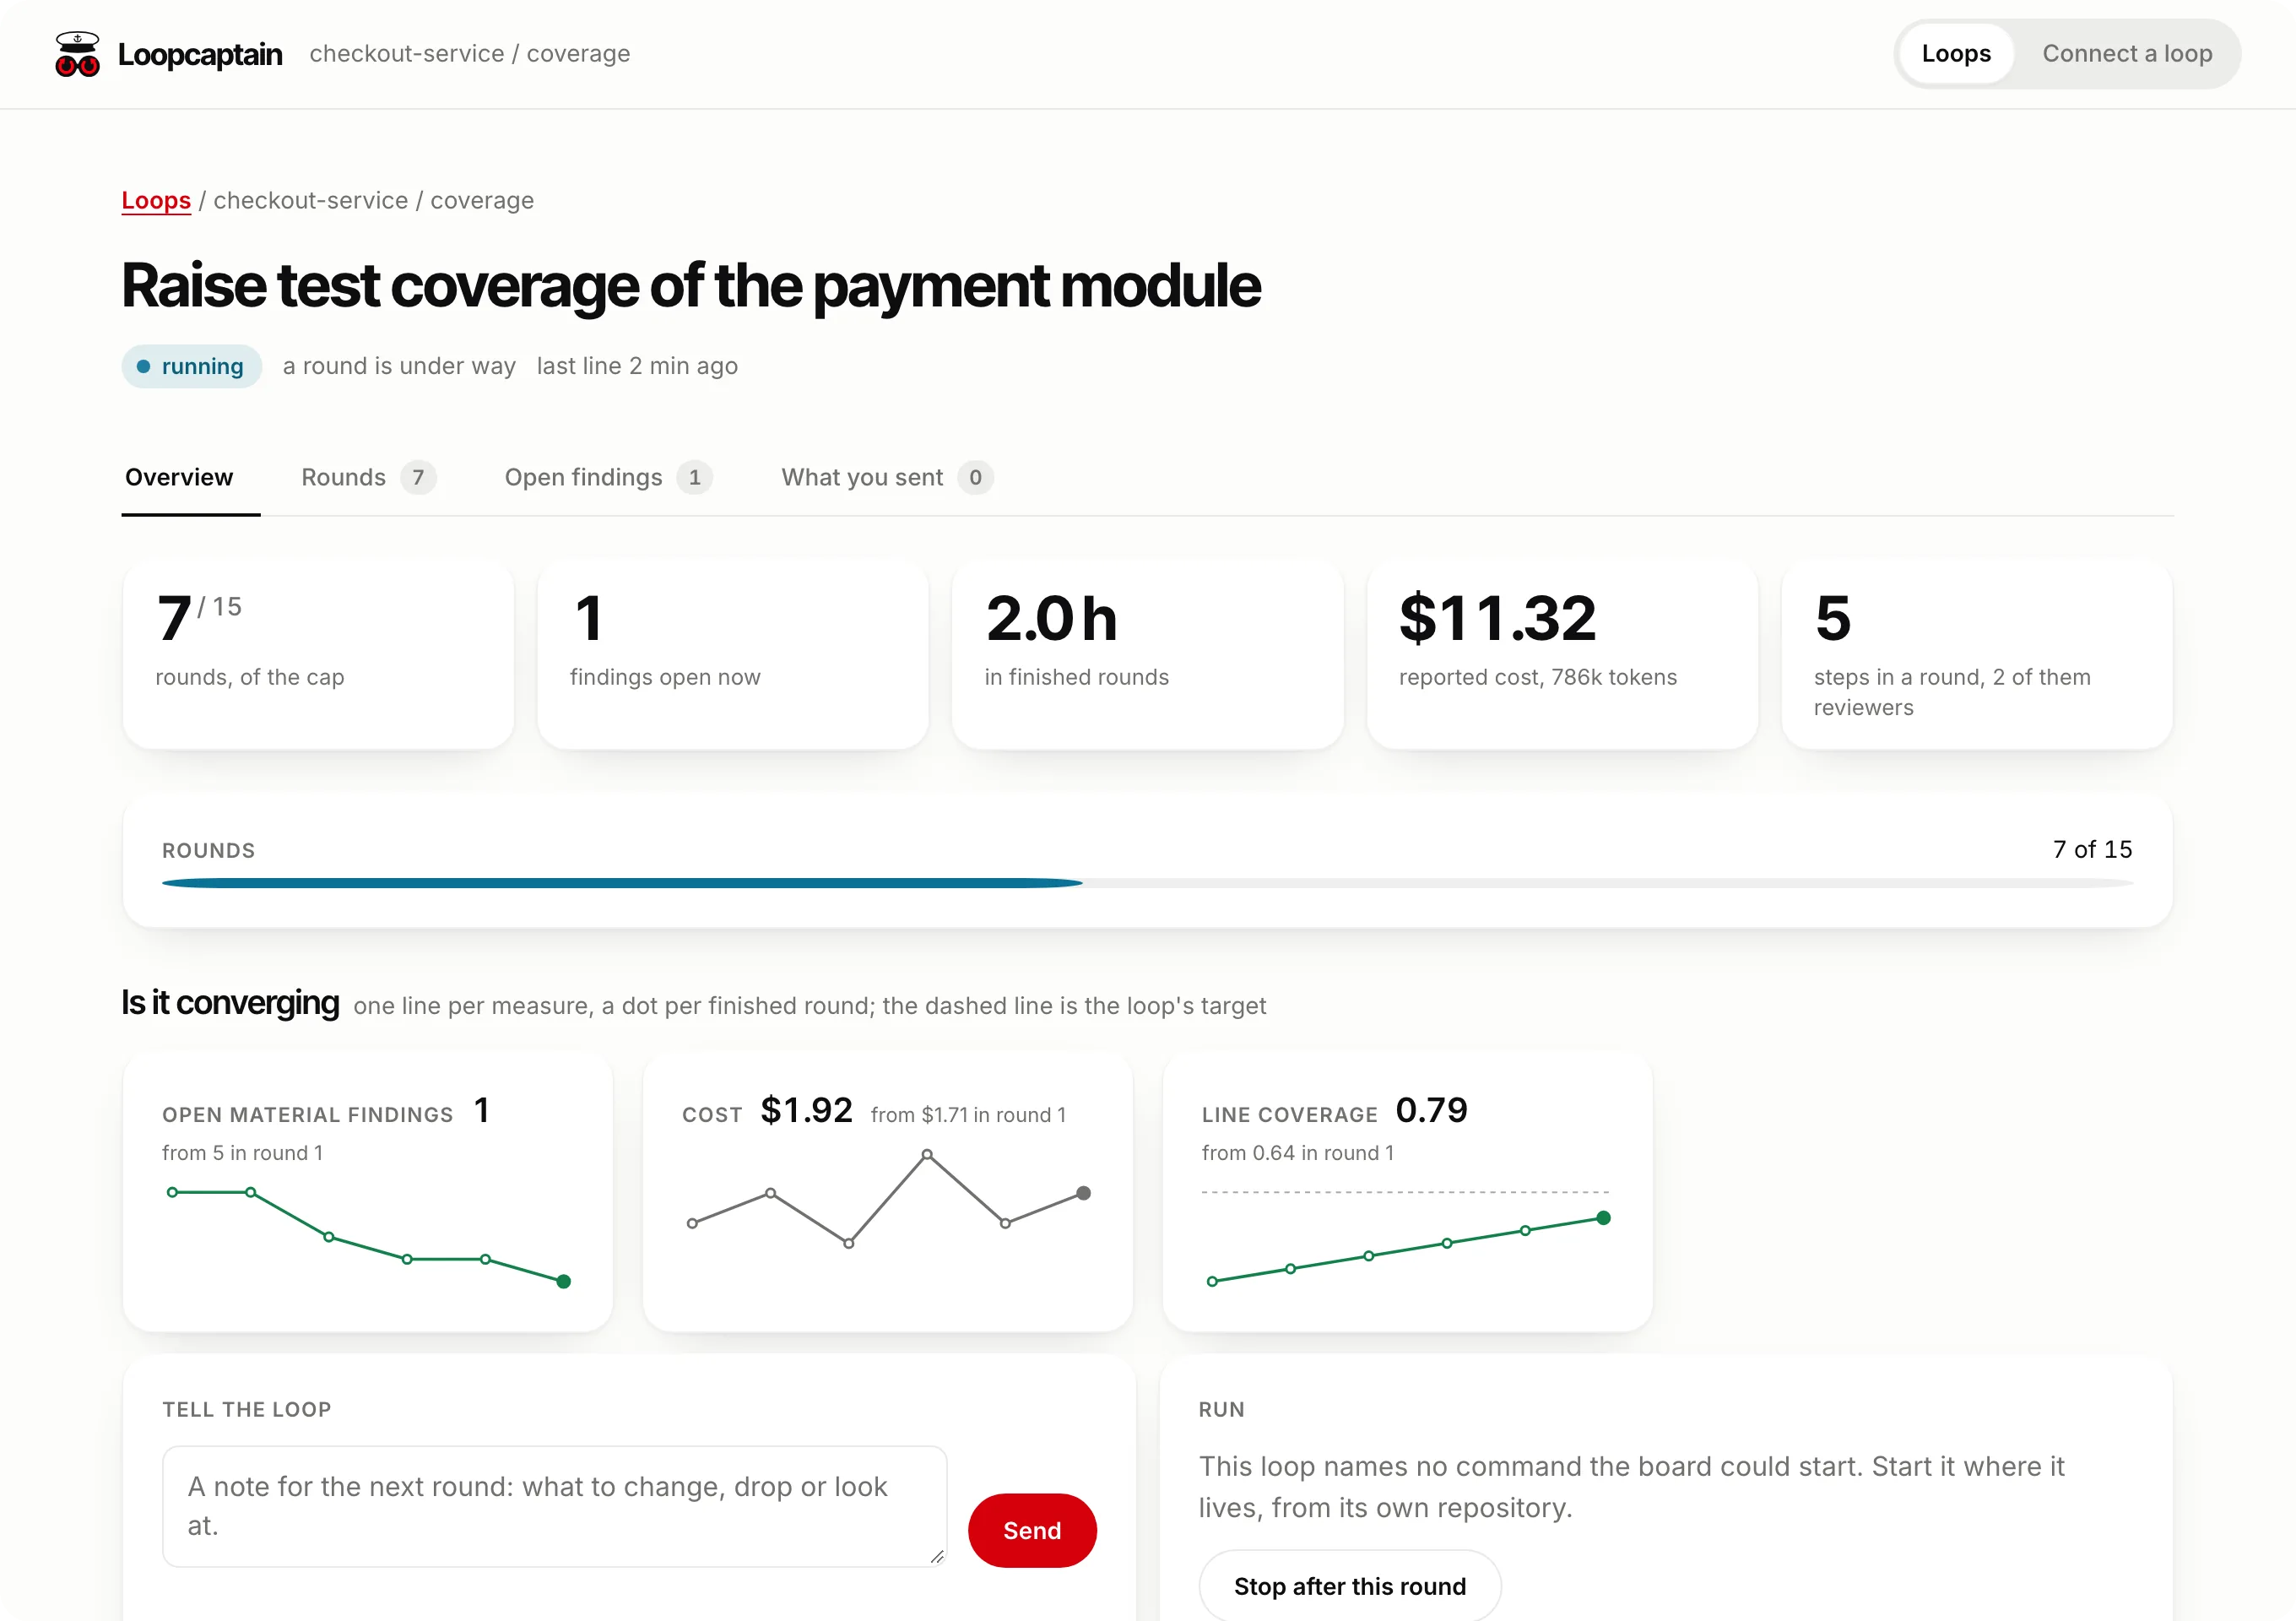 Loopcaptain checkout-service / coverage Loops Connect a loop
Loops / checkout-service / coverage
Raise test coverage of the payment module
running a round is under way last line 2 min ago
Overview Rounds 7 Open findings 1 What you sent 0
7 / 15
rounds, of the cap
1
findings open now
2.0 h
in finished rounds
$11.32
reported cost, 786k tokens
5
steps in a round, 2 of them
reviewers
ROUNDS 7 of 15
Is it converging one line per measure, a dot per finished round; the dashed line is the loop's target
OPEN MATERIAL FINDINGS 1
from 5 in round 1
COST $1.92 from $1.71 in round 1
LINE COVERAGE 0.79
from 0.64 in round 1
TELL THE LOOP
A note for the next round: what to change, drop or look
at.
Send
RUN
This loop names no command the board could start. Start it where it
lives, from its own repository.
Stop after this round